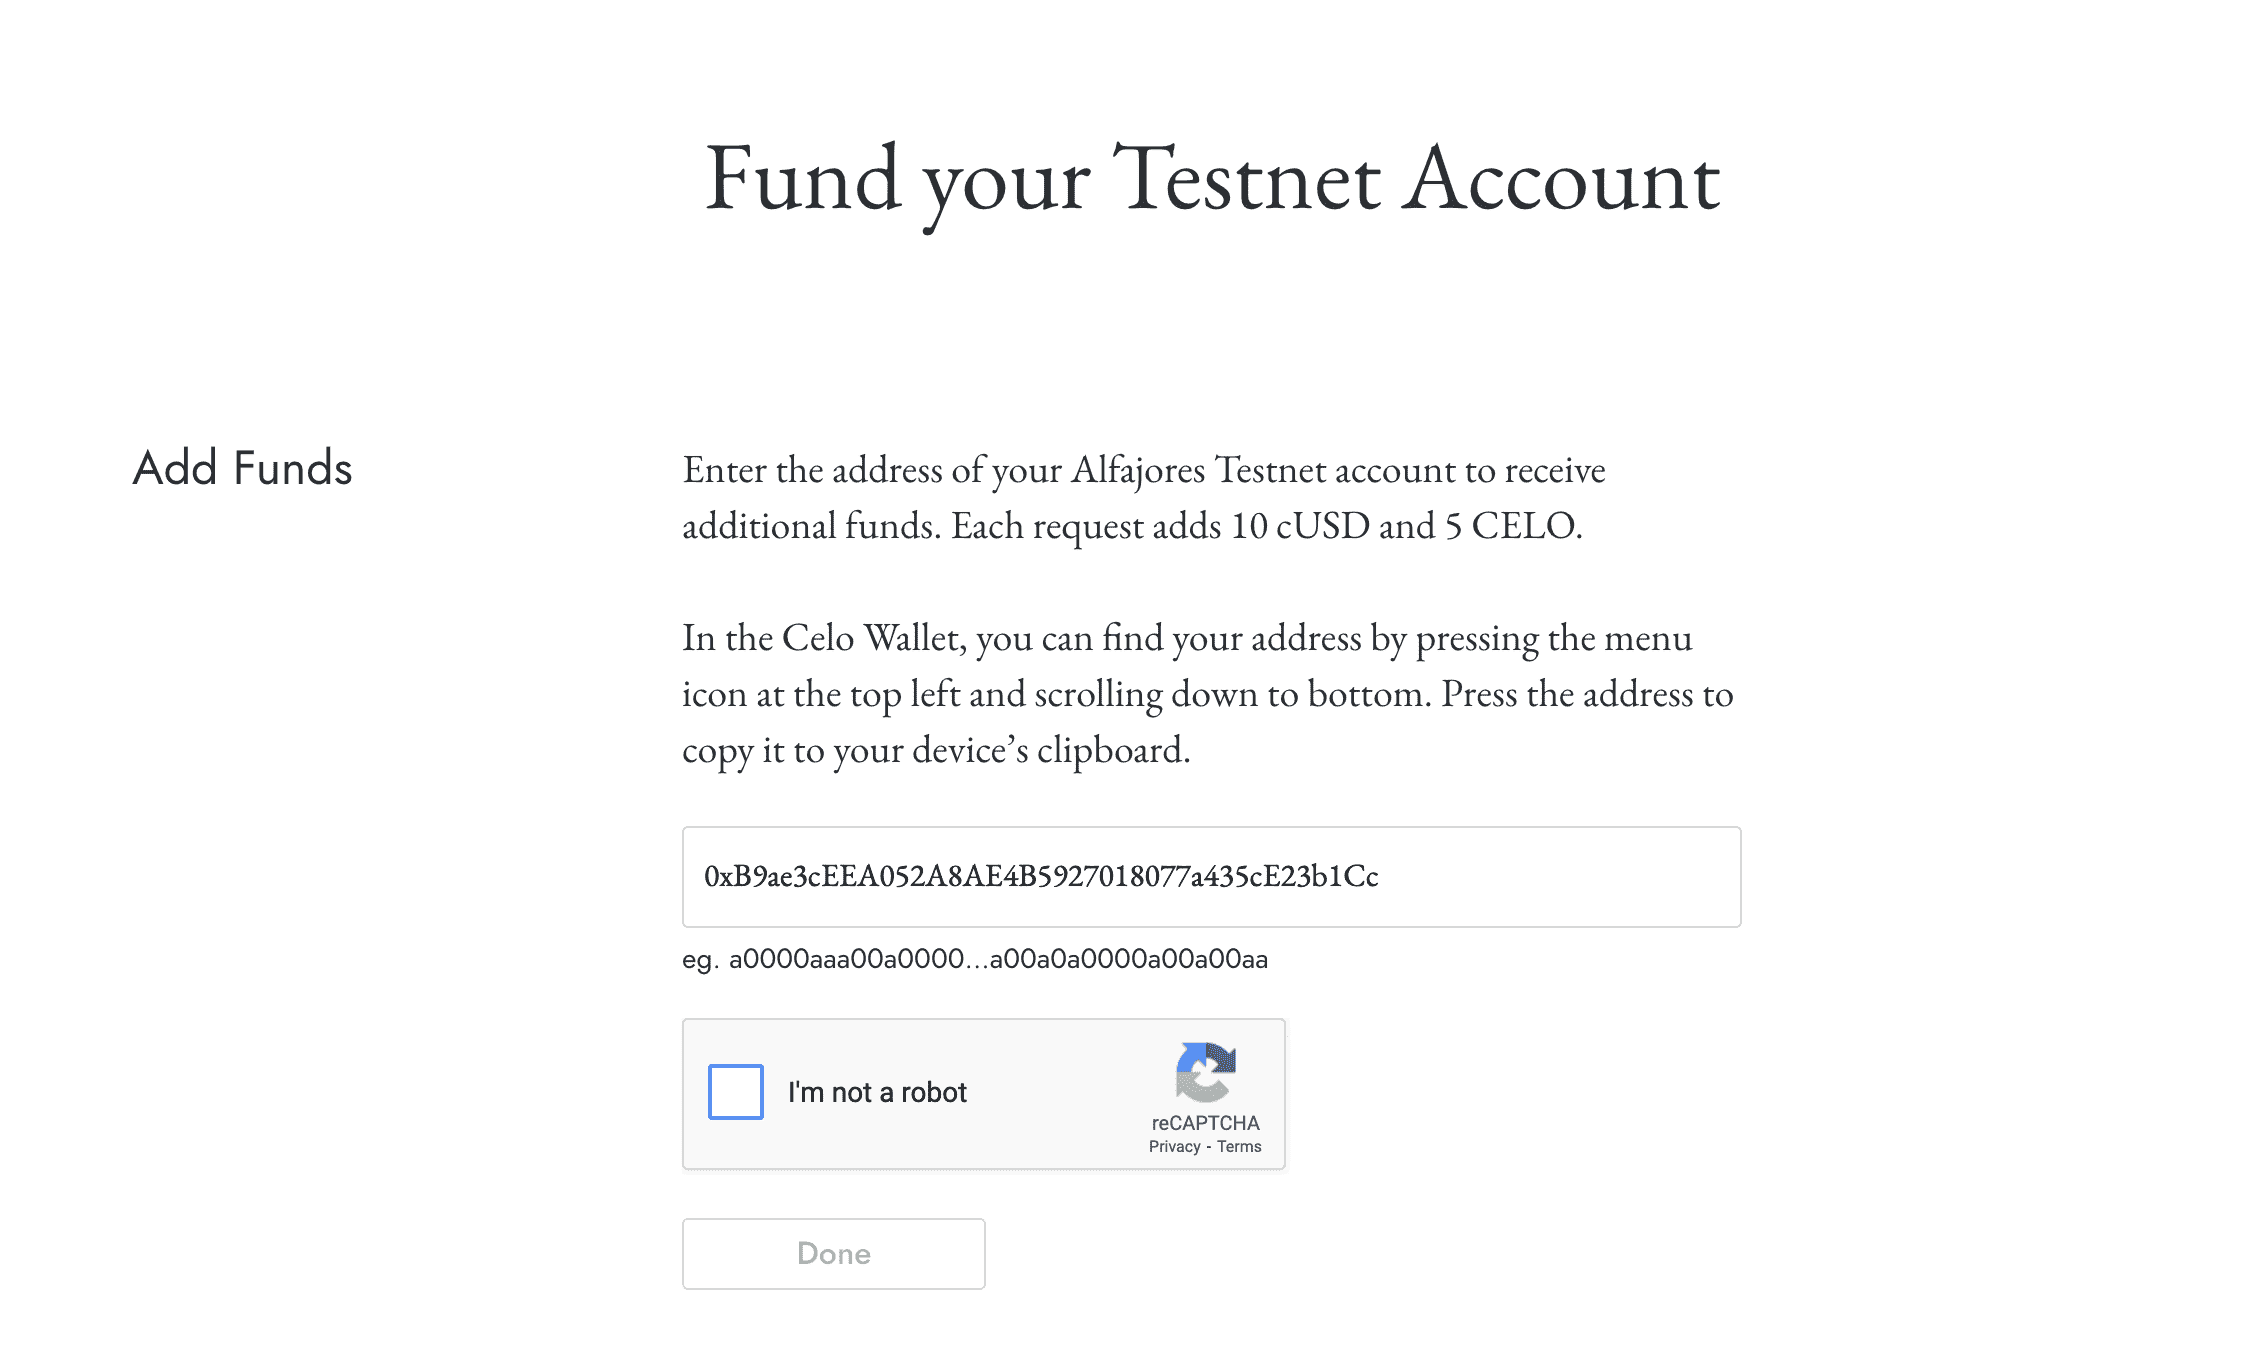 Fund your Testnet Account
Add Funds
Enter the address of your Alfajores Testnet account to receive
additional funds. Each request adds 10 cUSD and 5 CELO.
In the Celo Wallet, you can find your address by pressing the menu
icon at the top left and scrolling down to bottom. Press the address to
copy it to your device’s clipboard.
0xB9ae3cEEA052A8AE4B5927018077a435cE23b1Cc
eg. a0000aaa00a0000...a00a0a0000a00a00aa
I'm not a robot
reCAPTCHA
Privacy - Terms
Done